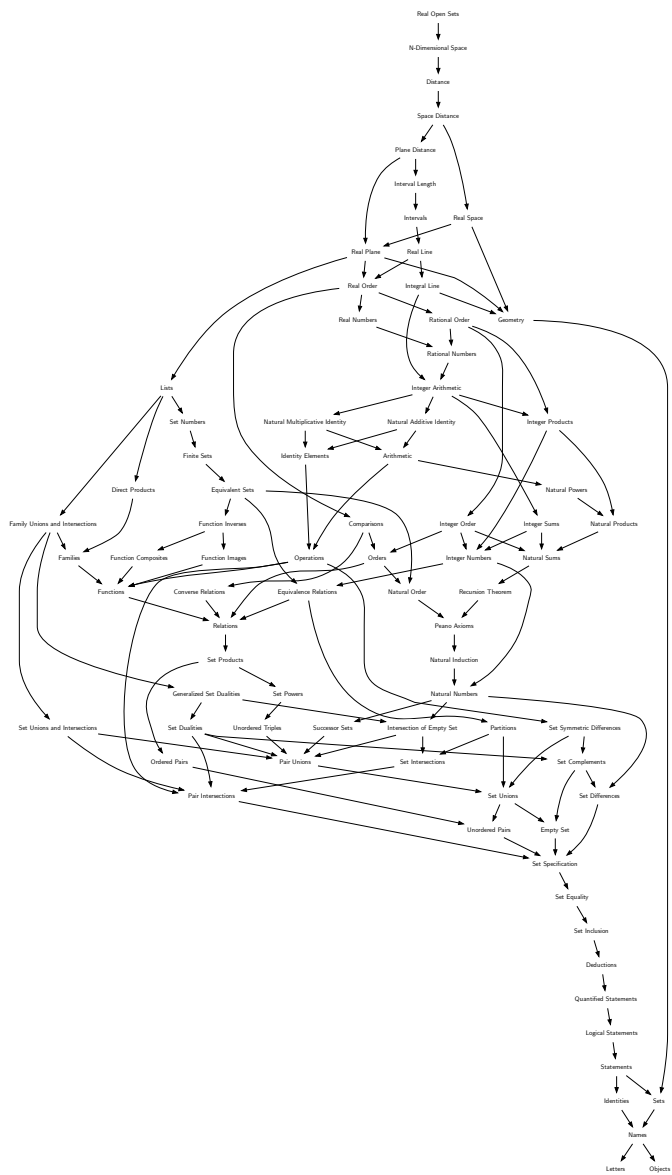 Real Open Sets
N-Dimensional Space
Distance
Space Distance
Plane Distance
Interval Length
Intervals Real Space
Real Plane Real Line
Real Order Integral Line
Real Numbers Rational Order Geometry
Rational Numbers
Lists Integer Arithmetic
Set Numbers Natural Multiplicative Identity Natural Additive Identity Integer Products
Finite Sets Identity Elements Arithmetic
Direct Products Equivalent Sets Natural Powers
Family Unions and Intersections Function Inverses Comparisons Integer Order Integer Sums Natural Products
Families Function Composites Function Images Operations Orders Integer Numbers Natural Sums
Functions Converse Relations Equivalence Relations Natural Order Recursion Theorem
Relations Peano Axioms
Set Products Natural Induction
Generalized Set Dualities Set Powers Natural Numbers
Set Unions and Intersections Set Dualities Unordered Triples Successor Sets Intersection of Empty Set Partitions Set Symmetric Differences
Ordered Pairs Pair Unions Set Intersections Set Complements
Pair Intersections Set Unions Set Differences
Unordered Pairs Empty Set
Set Specification
Set Equality
Set Inclusion
Deductions
Quantified Statements
Logical Statements
Statements
Identities Sets
Names
Letters Objects